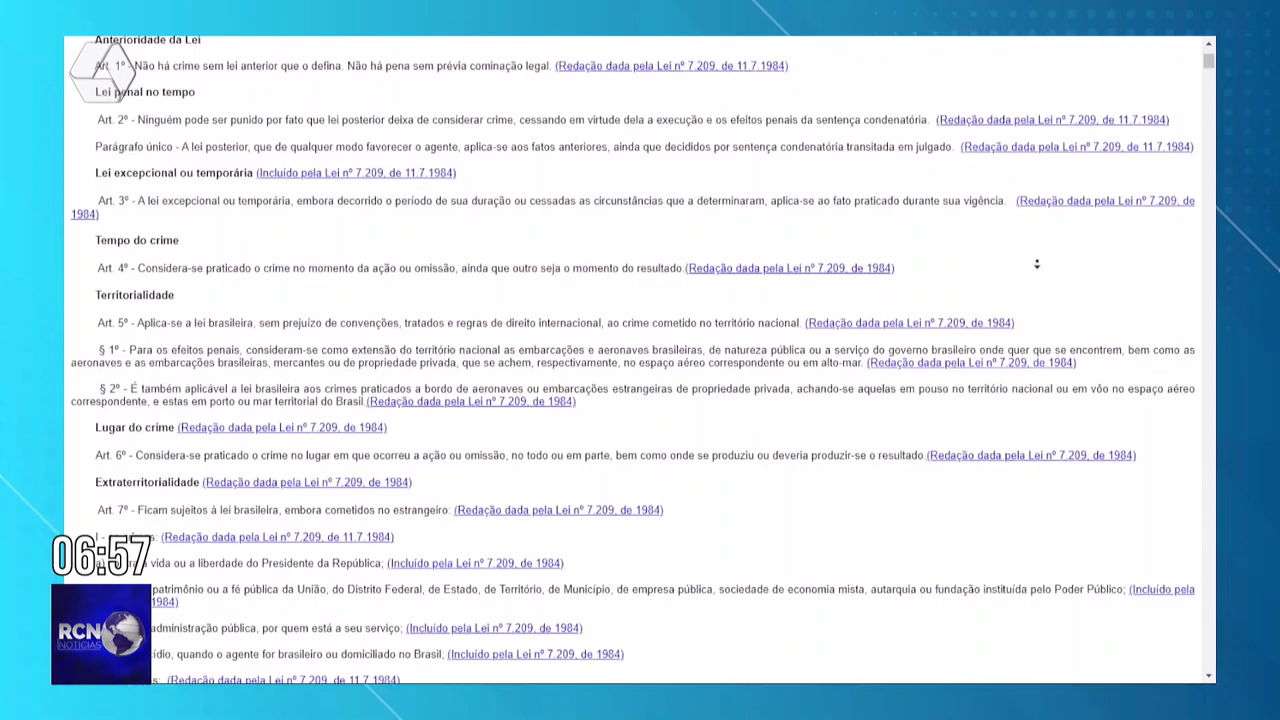 Anterioridade da Lei
Art. 1º - Não há crime sem lei anterior que o defina. Não há pena sem prévia cominação legal. (Redação dada pela Lei nº 7.209, de 11.7.1984)
Lei penal no tempo
Art. 2º - Ninguém pode ser punido por fato que lei posterior deixa de considerar crime, cessando em virtude dela a execução e os efeitos penais da sentença condenatória. (Redação dada pela Lei nº 7.209, de 11.7.1984)
Parágrafo único - A lei posterior, que de qualquer modo favorecer o agente, aplica-se aos fatos anteriores, ainda que decididos por sentença condenatória transitada em julgado. (Redação dada pela Lei nº 7.209, de 11.7.1984)
Lei excepcional ou temporária (Incluído pela Lei nº 7.209, de 11.7.1984)
Art. 3º - A lei excepcional ou temporária, embora decorrido o período de sua duração ou cessadas as circunstâncias que a determinaram, aplica-se ao fato praticado durante sua vigência. (Redação dada pela Lei nº 7.209, de
1984)
Tempo do crime
Art. 4º - Considera-se praticado o crime no momento da ação ou omissão, ainda que outro seja o momento do resultado.(Redação dada pela Lei nº 7.209, de 1984)
Territorialidade
Art. 5º - Aplica-se a lei brasileira, sem prejuízo de convenções, tratados e regras de direito internacional, ao crime cometido no território nacional. (Redação dada pela Lei nº 7.209, de 1984)
§ 1º - Para os efeitos penais, consideram-se como extensão do território nacional as embarcações e aeronaves brasileiras, de natureza pública ou a serviço do governo brasileiro onde quer que se encontrem, bem como as
aeronaves e as embarcações brasileiras, mercantes ou de propriedade privada, que se achem, respectivamente, no espaço aéreo correspondente ou em alto-mar. (Redação dada pela Lei nº 7.209, de 1984)
§ 2º - É também aplicável a lei brasileira aos crimes praticados a bordo de aeronaves ou embarcações estrangeiras de propriedade privada, achando-se aquelas em pouso no território nacional ou em vôo no espaço aéreo
correspondente, e estas em porto ou mar territorial do Brasil.(Redação dada pela Lei nº 7.209, de 1984)
Lugar do crime (Redação dada pela Lei nº 7.209, de 1984)
Art. 6º - Considera-se praticado o crime no lugar em que ocorreu a ação ou omissão, no todo ou em parte, bem como onde se produziu ou deveria produzir-se o resultado.(Redação dada pela Lei nº 7.209, de 1984)
Extraterritorialidade (Redação dada pela Lei nº 7.209, de 1984)
Art. 7º - Ficam sujeitos à lei brasileira, embora cometidos no estrangeiro: (Redação dada pela Lei nº 7.209, de 1984)
(Redação dada pela Lei nº 7.209, de 11.7.1984)
vida ou a liberdade do Presidente da República; (Incluído pela Lei nº 7.209, de 1984)
patrimônio ou a fé pública da União, do Distrito Federal, de Estado, de Território, de Município, de empresa pública, sociedade de economia mista, autarquia ou fundação instituída pelo Poder Público; (Incluído pela
1984)
administração pública, por quem está a seu serviço; (Incluído pela Lei nº 7.209, de 1984)
quando o agente for brasileiro ou domiciliado no Brasil; (Incluído pela Lei nº 7.209, de 1984)
(Redação dada pela Lei nº 7.209, de 11.7.1984)
06:57
RCN
NOTÍCIAS